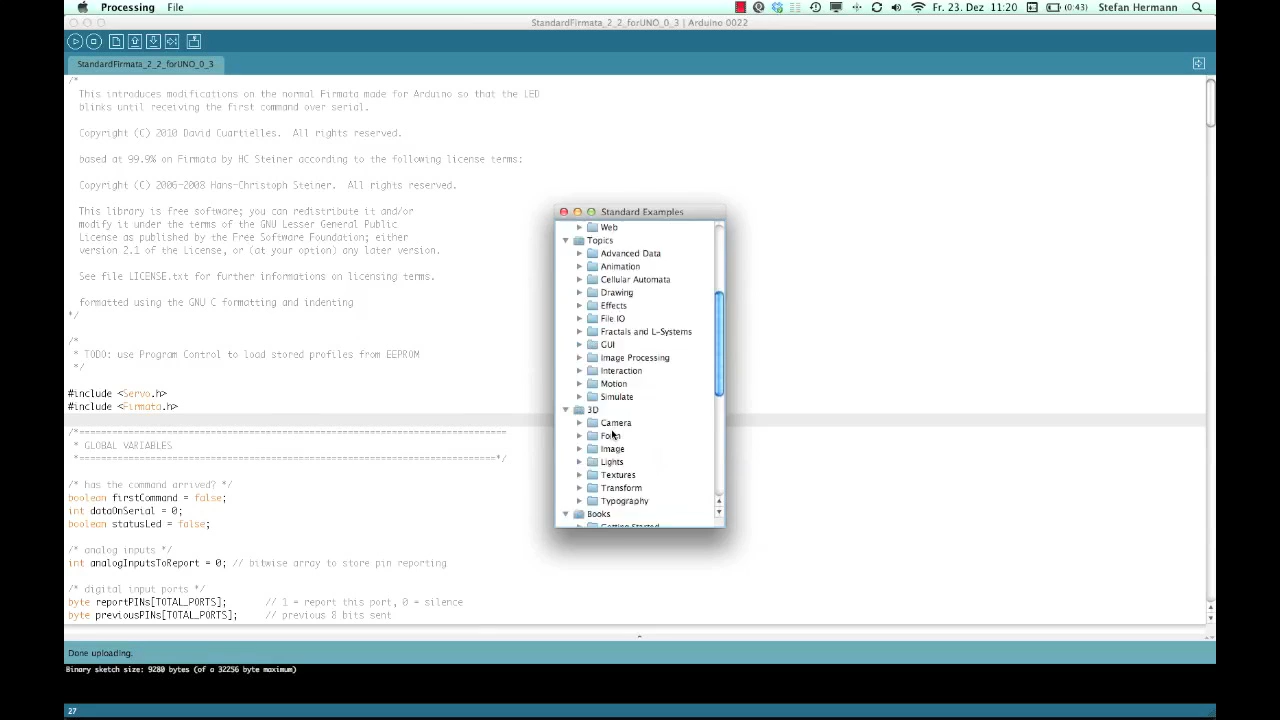 Processing File
Fr. 23. Dez 11:20 (0:43) Stefan Hermann
StandardFirmata_2_2_forUNO_0_3 | Arduino 0022
StandardFirmata_2_2_forUNO_0_3
/*
This introduces modifications on the normal Firmata made for Arduino so that the LED
blinks until receiving the first command over serial.
Copyright (C) 2010 David Cuartielles.  All rights reserved.
based at 99.9% on Firmata by HC Steiner according to the following license terms:
Copyright (C) 2006-2008 Hans-Christoph Steiner.  All rights reserved.
This library is free software; you can redistribute it and/or
modify it under the terms of the GNU Lesser General Public
License as published by the Free Software Foundation; either
version 2.1 of the License, or (at your option) any later version.
See file LICENSE.txt for further informations on licensing terms.
formatted using the GNU C formatting and indenting
*/
/*
* TODO: use Program Control to load stored profiles from EEPROM
*/
#include <Servo.h>
#include <Firmata.h>
/*==============================================================================
* GLOBAL VARIABLES
*============================================================================*/
/* has the command arrived? */
boolean firstCommand = false;
int dataOnSerial = 0;
boolean statusLed = false;
/* analog inputs */
int analogInputsToReport = 0; // bitwise array to store pin reporting
/* digital input ports */
byte reportPINs[TOTAL_PORTS];       // 1 = report this port, 0 = silence
byte previousPINs[TOTAL_PORTS];     // previous 8 bits sent
Standard Examples
Web
Topics
Advanced Data
Animation
Cellular Automata
Drawing
Effects
File IO
Fractals and L-Systems
GUI
Image Processing
Interaction
Motion
Simulate
3D
Camera
Form
Image
Lights
Textures
Transform
Typography
Books
Getting Started
Done uploading.
Binary sketch size: 9280 bytes (of a 32256 byte maximum)
27